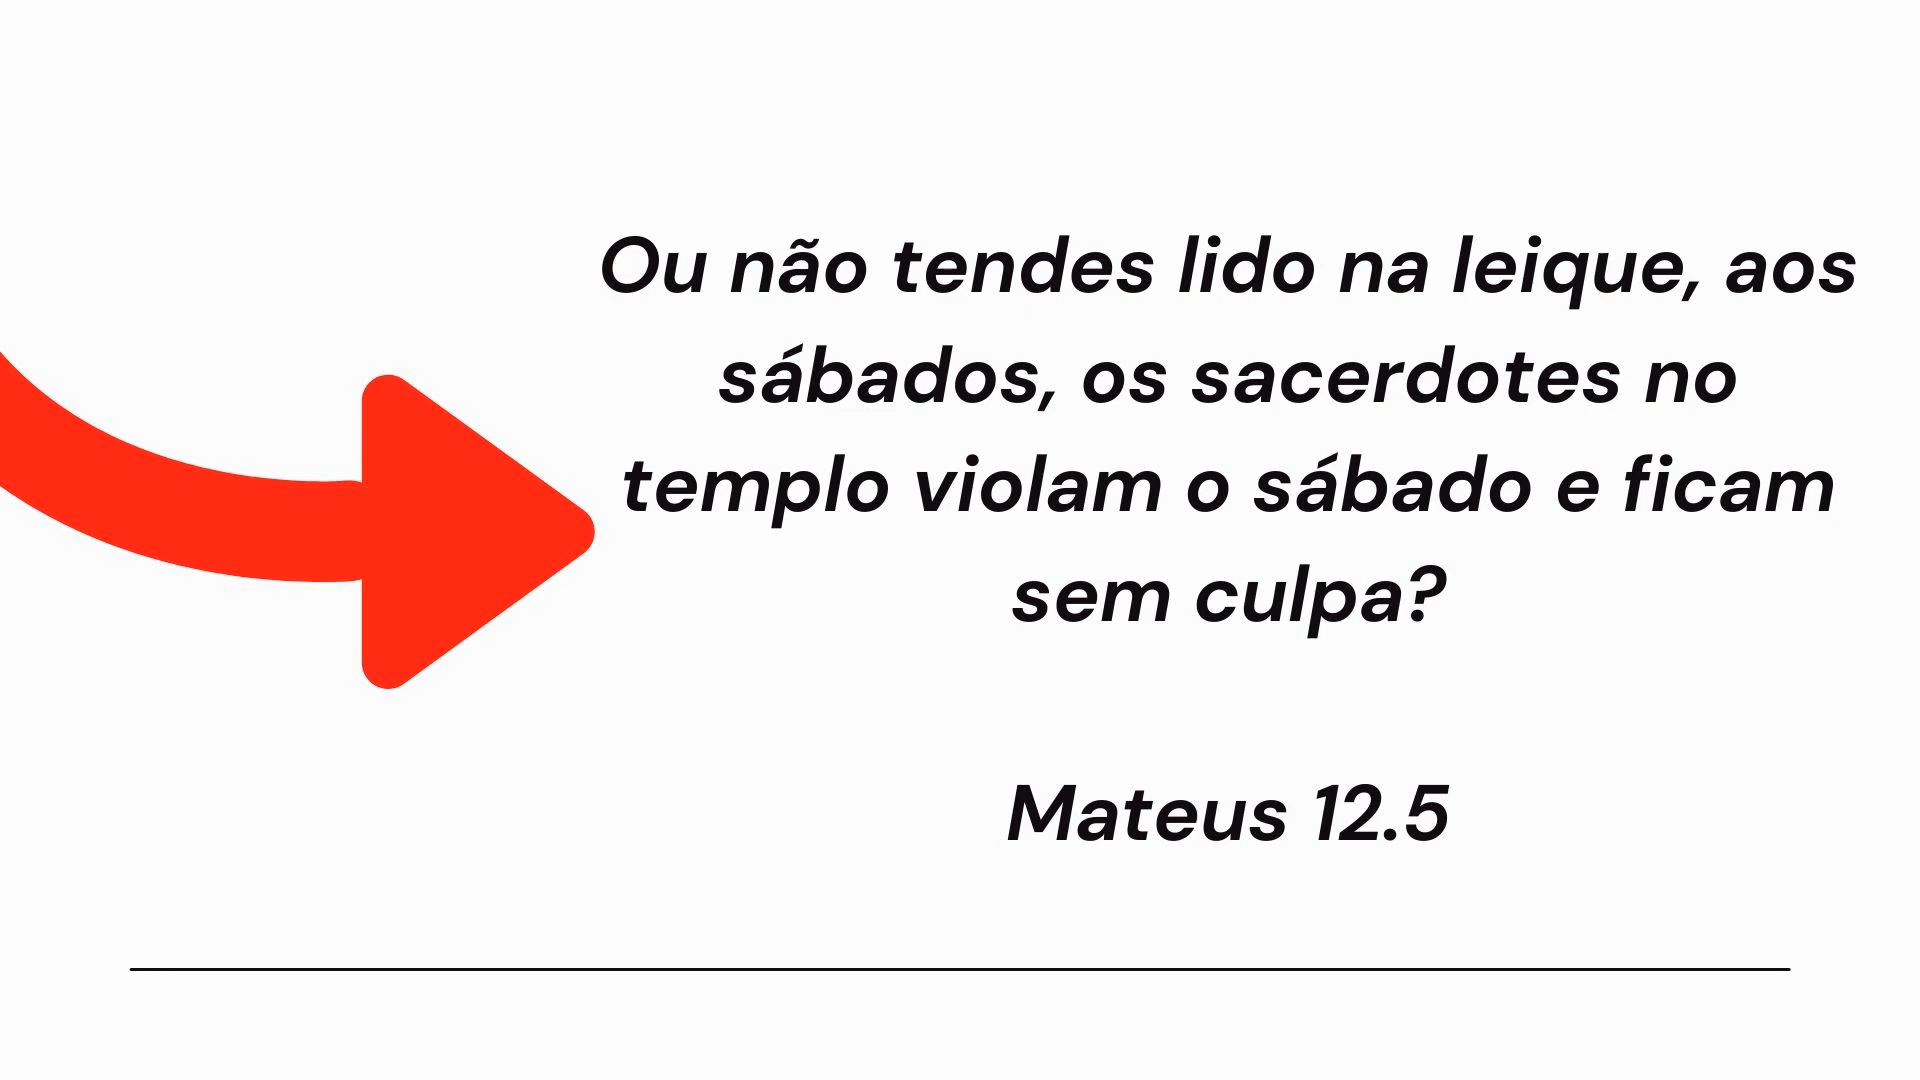 Ou não tendes lido na leique, aos
sábados, os sacerdotes no
templo violam o sábado e ficam
sem culpa?
Mateus 12.5